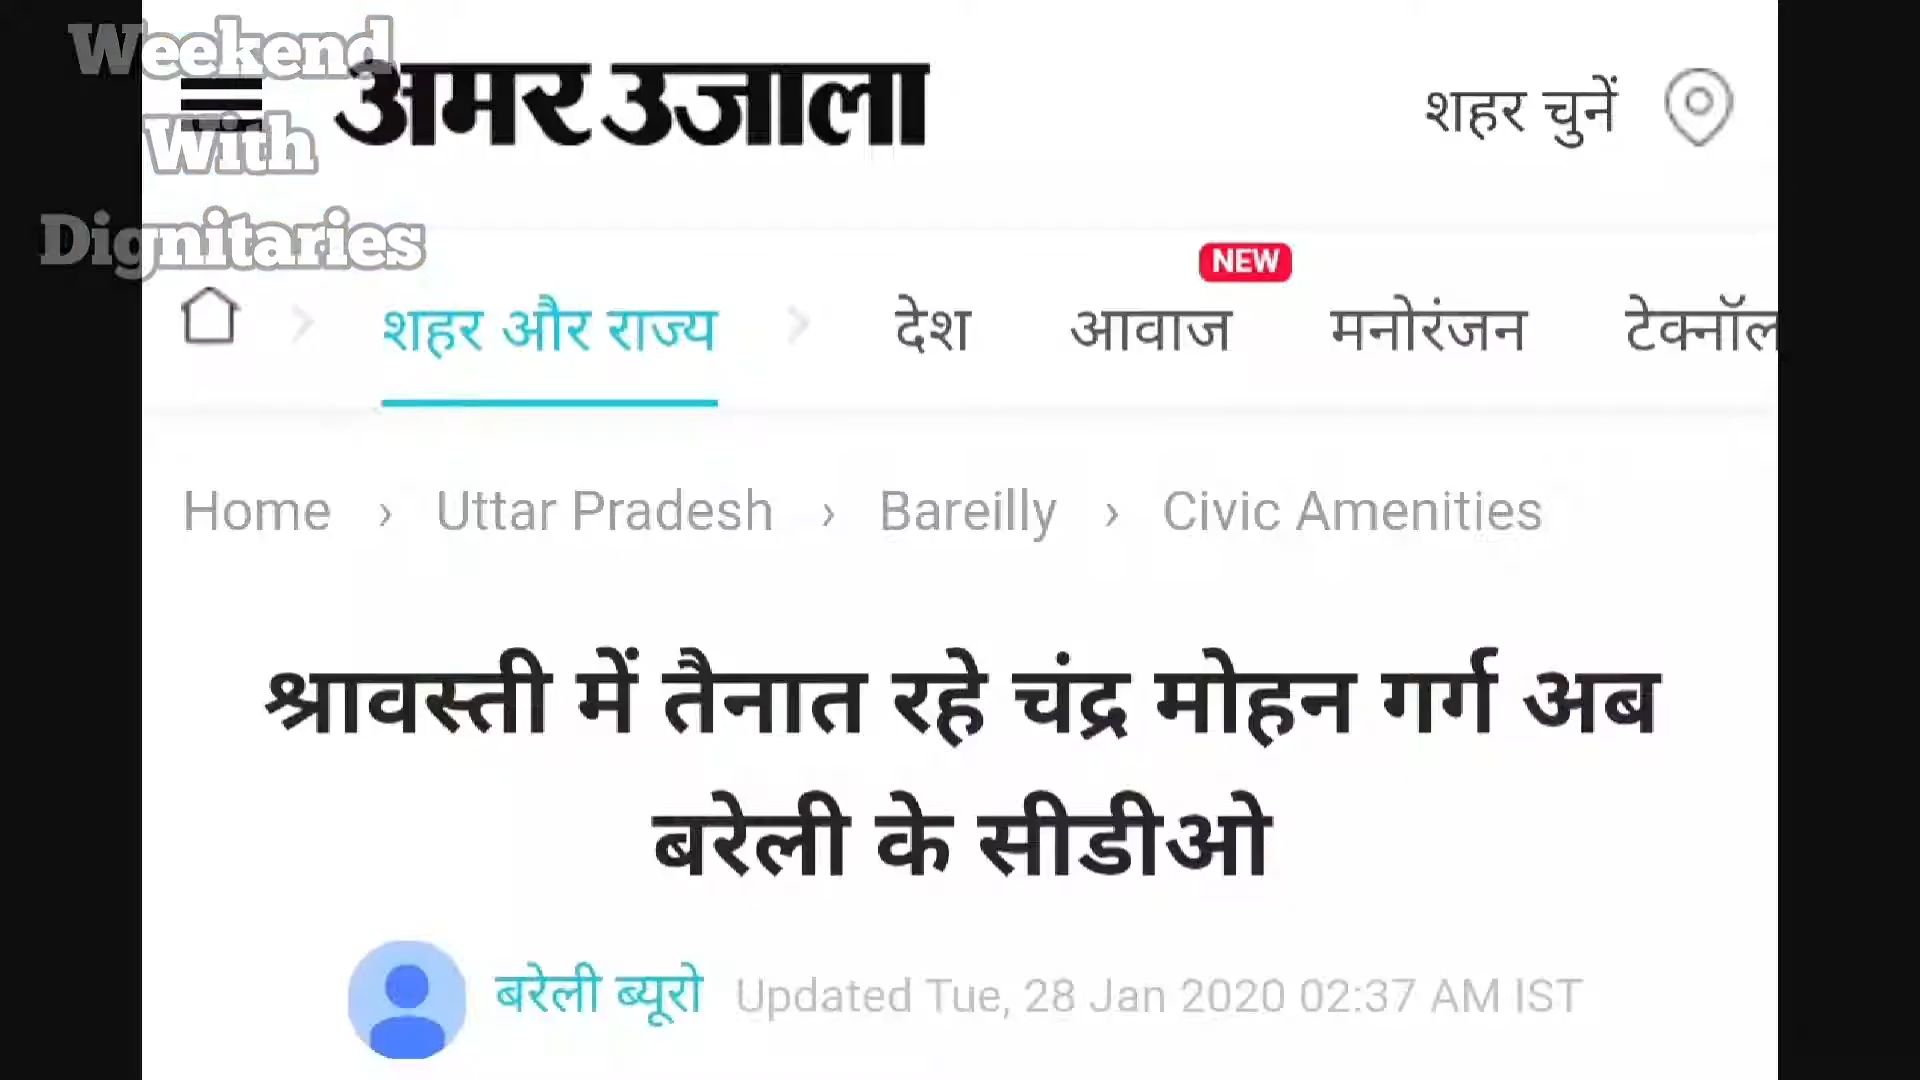 Weekend
With
Dignitaries
अमर उजाला
शहर चुनें
NEW
शहर और राज्य देश आवाज मनोरंजन टेक्नॉल
Home › Uttar Pradesh › Bareilly › Civic Amenities
श्रावस्ती में तैनात रहे चंद्र मोहन गर्ग अब
बरेली के सीडीओ
बरेली ब्यूरो Updated Tue, 28 Jan 2020 02:37 AM IST